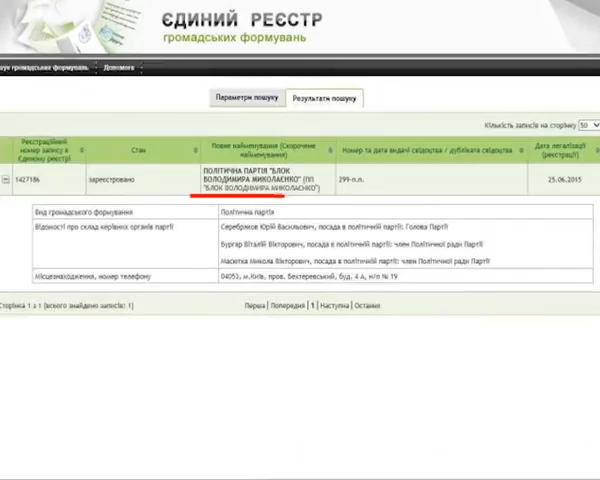 ЄДИНИЙ РЕЄСТР
громадських формувань
шук громадських формувань Допомога
Параметри пошуку Результати пошуку
Кількість записів на сторінку 50
Реєстраційний номер запису в Єдиному реєстрі Стан Повне найменування (Скорочене найменування) Номер та дата видачі свідоцтва / дубліката свідоцтва Дата легалізації (реєстрації)
1427186 зареєстровано ПОЛІТИЧНА ПАРТІЯ "БЛОК ВОЛОДИМИРА МИКОЛАЄНКО" (ПП "БЛОК ВОЛОДИМИРА МИКОЛАЄНКО") 299-п.п. 25.06.2015
Вид громадського формування Політична партія
Відомості про склад керівних органів партії Серебряков Юрій Васильович, посада в політичній партії: Голова Партії
Бургар Віталій Вікторович, посада в політичній партії: член Політичної ради Партії
Масютка Микола Вікторович, посада в політичній партії: член Політичної ради Партії
Місцезнаходження, номер телефону 04053, м.Київ, пров. Бехтеревський, буд. 4 А, н/п № 19
Сторінка 1 з 1 (всього знайдено записів: 1) Перша | Попередня | 1 | Наступна | Остання